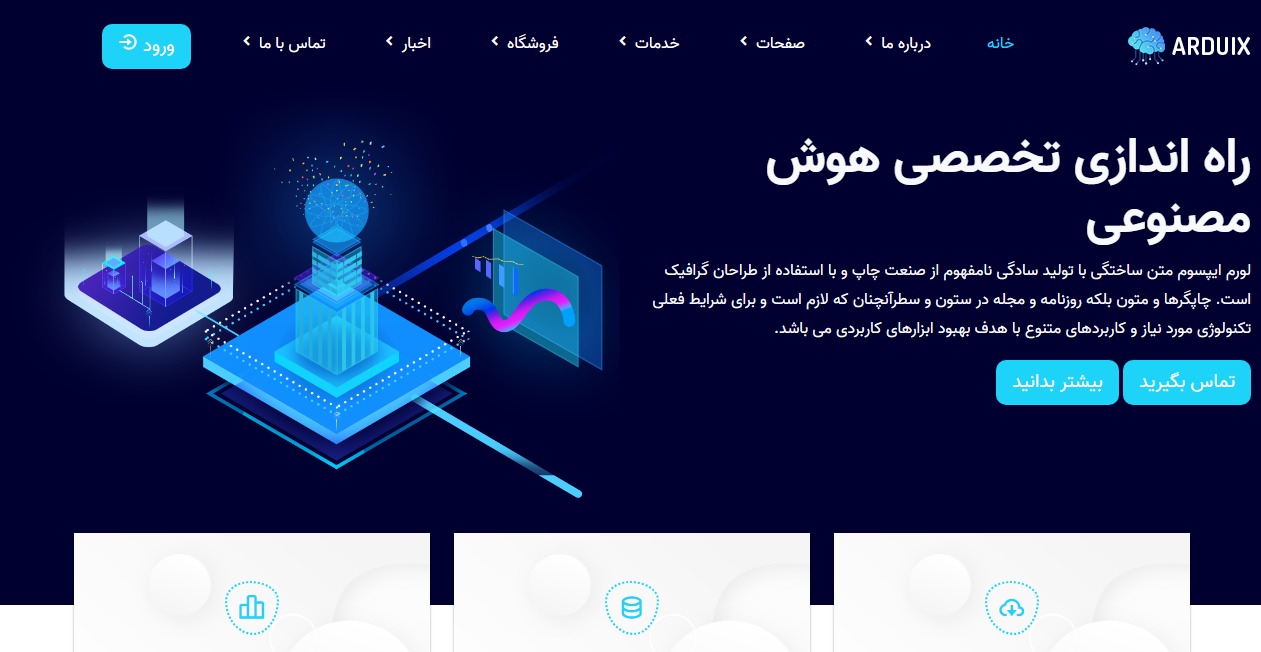 ARDUIX
خانه
درباره ما
صفحات
خدمات
فروشگاه
اخبار
تماس با ما
ورود
راه اندازی تخصصی هوش
مصنوعی
لورم ایپسوم متن ساختگی با تولید سادگی نامفهوم از صنعت چاپ و با استفاده از طراحان گرافیک
است. چاپگرها و متون بلکه روزنامه و مجله در ستون و سطرآنچنان که لازم است و برای شرایط فعلی
تکنولوژی مورد نیاز و کاربردهای متنوع با هدف بهبود ابزارهای کاربردی می باشد.
تماس بگیرید
بیشتر بدانید